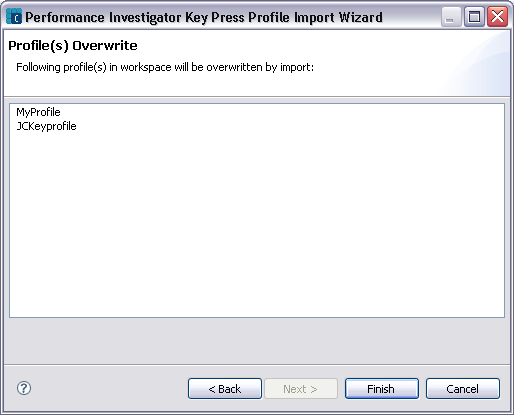 Performance Investigator Key Press Profile Import Wizard
Profile(s) Overwrite
Following profile(s) in workspace will be overwritten by import:
MyProfile
JCKeyprofile
? < Back Next > Finish Cancel